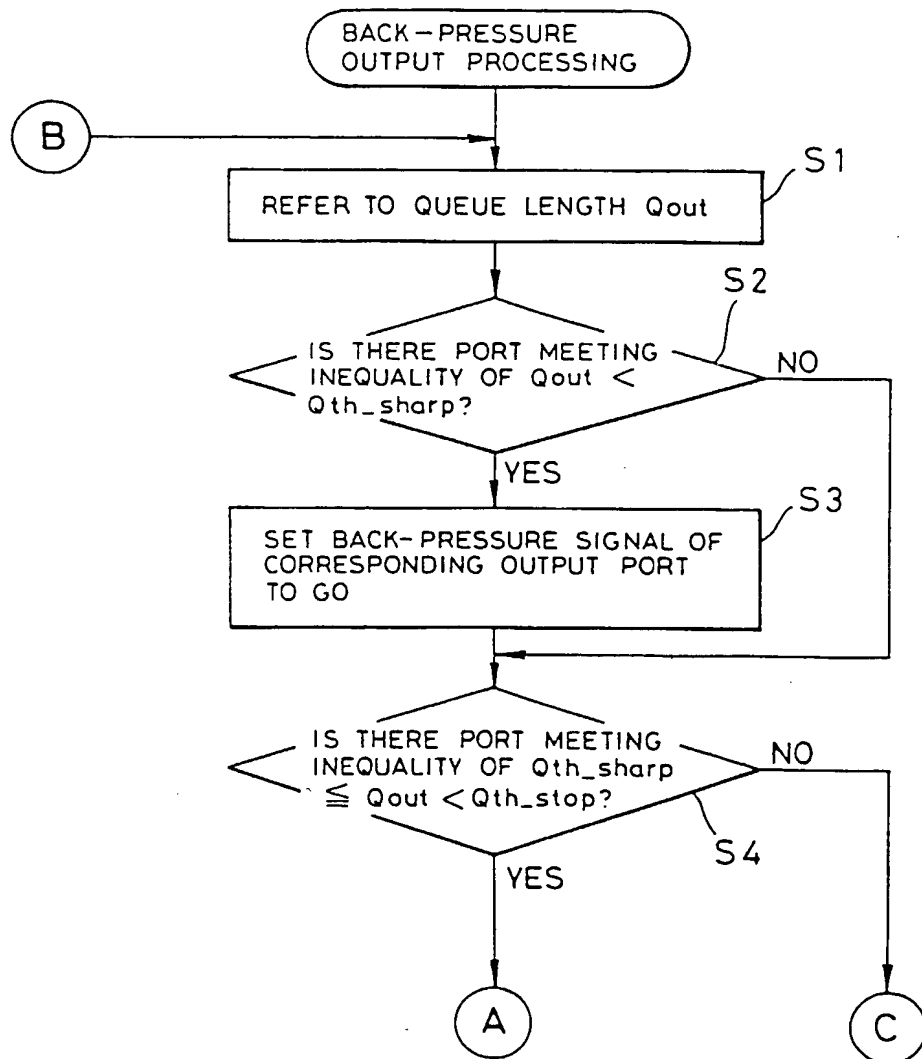 BACK-PRESSURE
OUTPUT PROCESSING
B
S1
REFER TO QUEUE LENGTH Qout
S2
IS THERE PORT MEETING
INEQUALITY OF Qout <
Qth_sharp?
NO
YES
S3
SET BACK-PRESSURE SIGNAL OF
CORRESPONDING OUTPUT PORT
TO GO
IS THERE PORT MEETING
INEQUALITY OF Qth_sharp
≦ Qout < Qth_stop?
NO
S4
YES
A
C